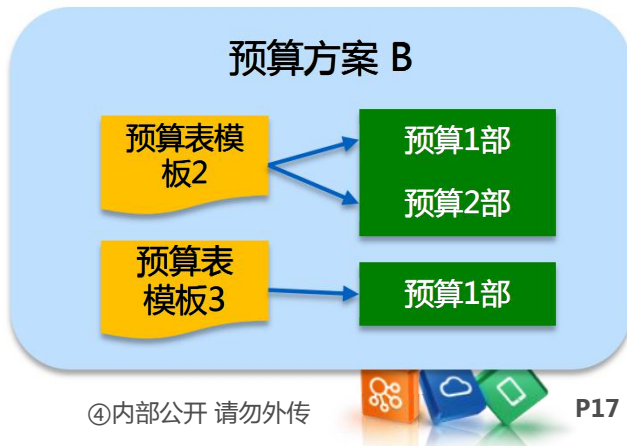 预算方案 B
预算表模
板2
预算1部
预算2部
预算表
模板3
预算1部
④内部公开 请勿外传
P17